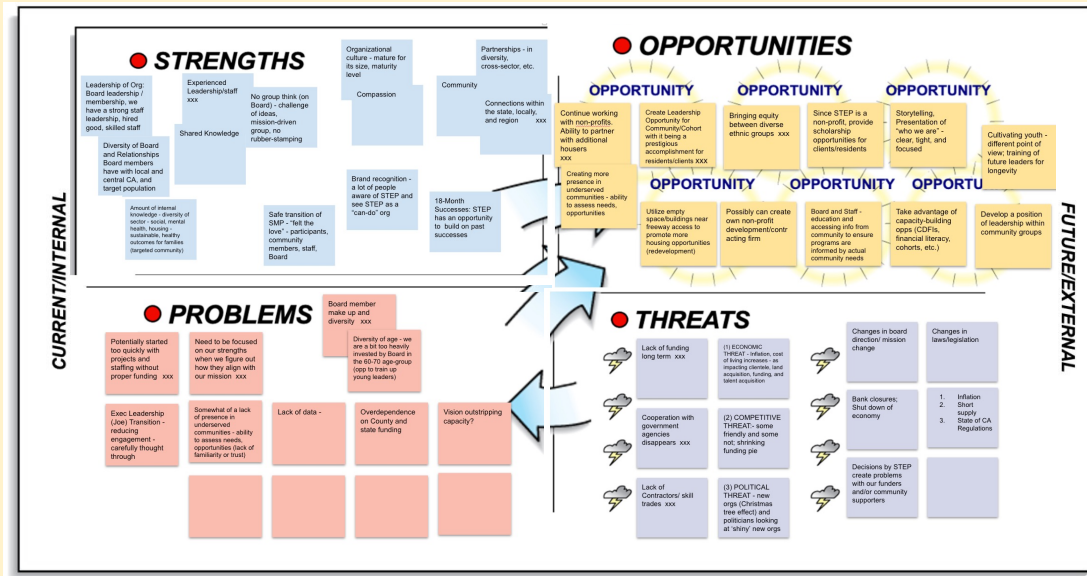 CURRENT/INTERNAL
STRENGTHS
Leadership of Org:
Board leadership /
membership, we
have a strong staff
leadership, hired
good, skilled staff
Experienced
Leadership/staff
xxx
No group think (on
Board) - challenge
of ideas,
mission-driven
group, no
rubber-stamping
Organizational
culture - mature for
its size, maturity
level
Compassion
Partnerships - in
diversity,
cross-sector, etc.
Community
Connections within
the state, locally,
and region xxx
Shared Knowledge
Diversity of Board
and Relationships
Board members
have with local and
central CA, and
target population
Amount of internal
knowledge - diversity of
sector - social, mental
health, housing -
sustainable, healthy
outcomes for families
(targeted community)
Safe transition of
SMP - "felt the
love" - participants,
community
members, staff,
Board
Brand recognition -
a lot of people
aware of STEP and
see STEP as a
"can-do" org
18-Month
Successes: STEP
has an opportunity
to build on past
successes
OPPORTUNITIES
OPPORTUNITY
OPPORTUNITY
OPPORTUNITY
Continue working
with non-profits.
Ability to partner
with additional
housers
xxx
Create Leadership
Opportunity for
Community/Cohort
with it being a
prestigious
accomplishment for
residents/clients XXX
Bringing equity
between diverse
ethnic groups xxx
Since STEP is a
non-profit, provide
scholarship
opportunities for
clients/residents
Storytelling,
Presentation of
"who we are" -
clear, tight, and
focused
Cultivating youth -
different point of
view; training of
future leaders for
longevity
Creating more
presence in
underserved
communities - ability
to assess needs,
opportunities
OPPORTUNITY
OPPORTUNITY
OPPORTU
Utilize empty
space/buildings near
freeway access to
promote more
housing opportunities
(redevelopment)
Possibly can create
own non-profit
development/contr
acting firm
Board and Staff -
education and
accessing info from
community to ensure
programs are
informed by actual
community needs
Take advantage of
capacity-building
opps (CDFIs,
financial literacy,
cohorts, etc.)
Develop a position
of leadership within
community groups
FUTURE/EXTERNAL
PROBLEMS
Board member
make up and
diversity xxx
Potentially started
too quickly with
projects and
staffing without
proper funding xxx
Need to be focused
on our strengths
when we figure out
how they align with
our mission xxx
Diversity of age - we
are a bit too heavily
invested by Board in
the 60-70 age-group
(opp to train up
young leaders)
Exec Leadership
(Joe) Transition -
reducing
engagement -
carefully thought
through
Somewhat of a lack
of presence in
underserved
communities - ability
to assess needs,
opportunities (lack of
familiarity or trust)
Lack of data -
Overdependence
on County and
state funding
Vision outstripping
capacity?
THREATS
Lack of funding
long term xxx
(1) ECONOMIC
THREAT - Inflation, cost
of living increases - as
impacting clientele, land
acquisition, funding, and
talent acquisition
Changes in board
direction/ mission
change
Changes in
laws/legislation
Cooperation with
government
agencies
disappears xxx
(2) COMPETITIVE
THREAT:- some
friendly and some
not; shrinking
funding pie
Bank closures;
Shut down of
economy
1. Inflation
2. Short
supply
3. State of CA
Regulations
Lack of
Contractors/ skill
trades xxx
(3) POLITICAL
THREAT - new
orgs (Christmas
tree effect) and
politicians looking
at 'shiny' new orgs
Decisions by STEP
create problems
with our funders
and/or community
supporters